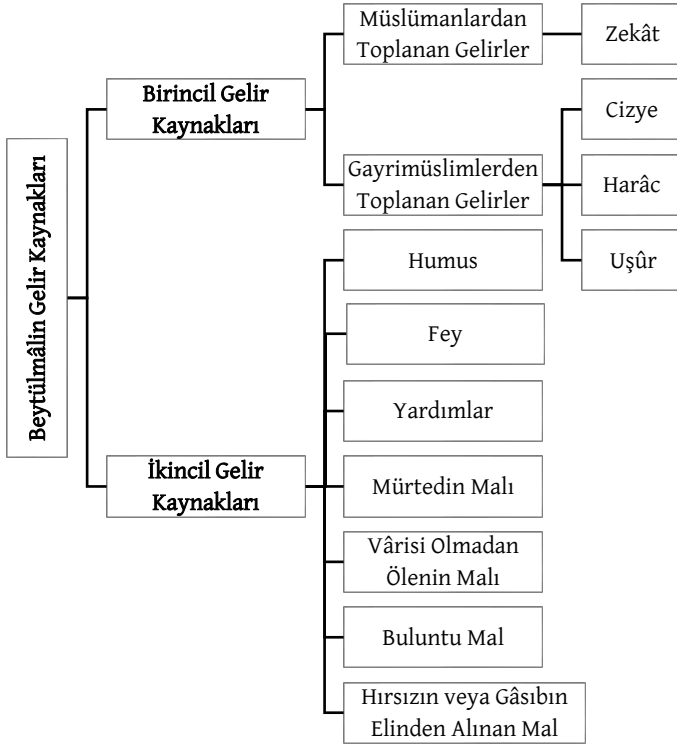 Beytülmâlin Gelir Kaynakları
Birincil Gelir
Kaynakları
Müslümanlardan
Toplanan Gelirler
Zekât
Gayrimüslimlerden
Toplanan Gelirler
Cizye
Harâc
Uşûr
İkincil Gelir
Kaynakları
Humus
Fey
Yardımlar
Mürtedin Malı
Vârisi Olmadan
Ölenin Malı
Buluntu Mal
Hırsızın veya Gâsıbın
Elinden Alınan Mal